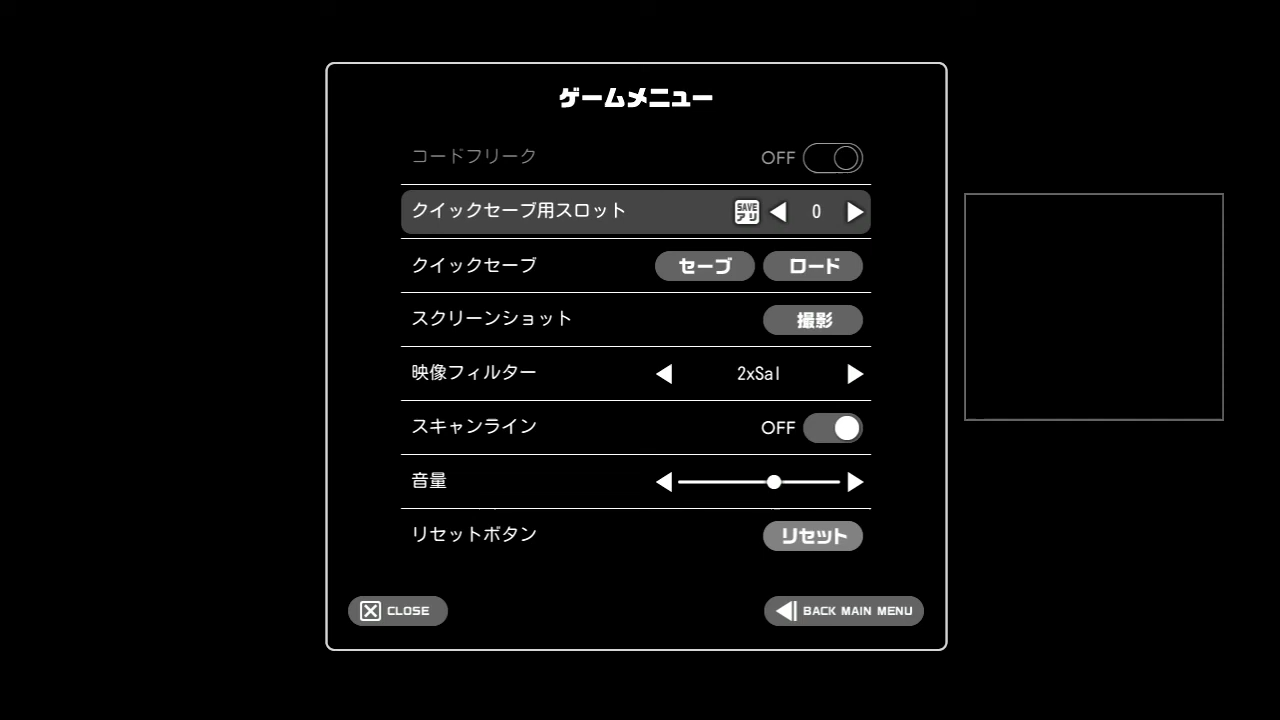 ゲームメニュー
コードフリーク OFF
クイックセーブ用スロット SAVEアリ 0
クイックセーブ セーブ ロード
スクリーンショット 撮影
映像フィルター 2xSaI
スキャンライン OFF
音量
リセットボタン リセット
CLOSE BACK MAIN MENU